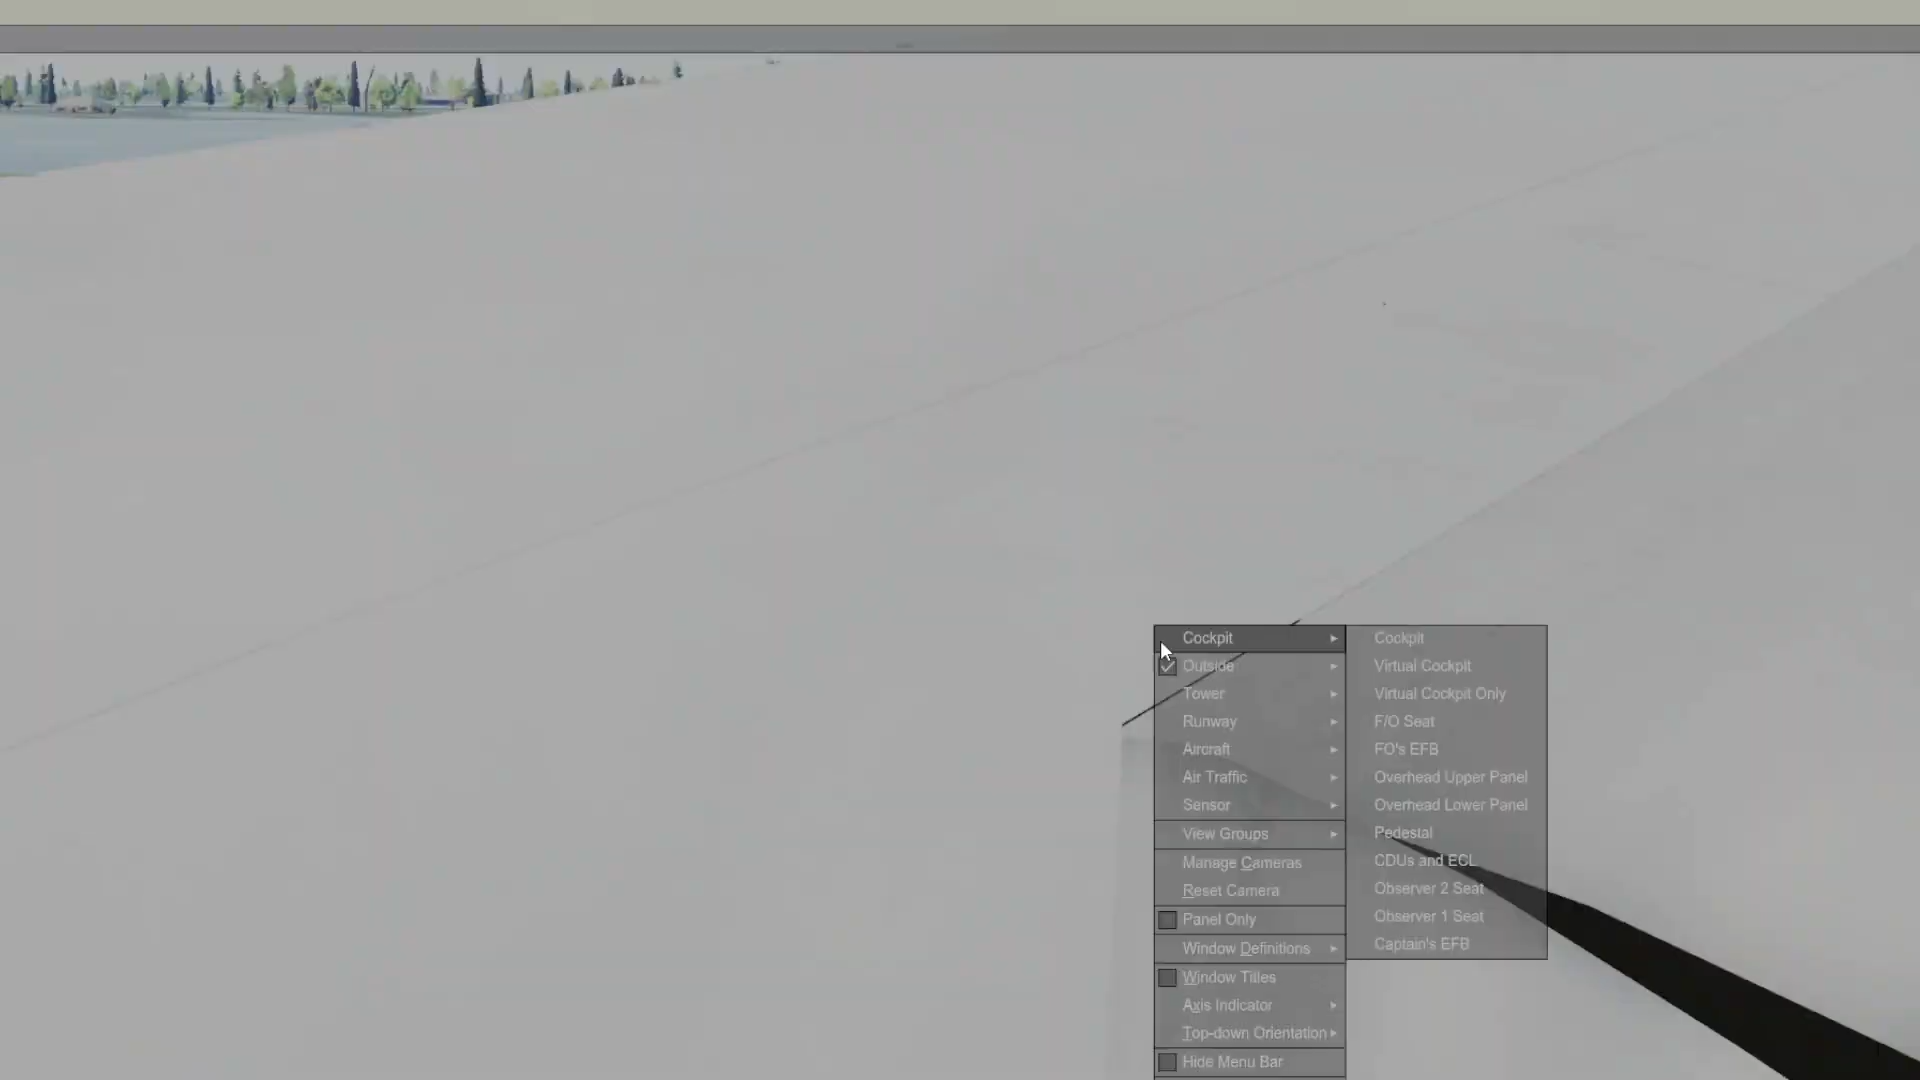 Cockpit
Outside
Tower
Runway
Aircraft
Air Traffic
Sensor
View Groups
Manage Cameras
Reset Camera
Panel Only
Window Definitions
Window Titles
Axis Indicator
Top-down Orientation
Hide Menu Bar
Cockpit
Virtual Cockpit
Virtual Cockpit Only
F/O Seat
FO's EFB
Overhead Upper Panel
Overhead Lower Panel
Pedestal
CDUs and ECL
Observer 2 Seat
Observer 1 Seat
Captain's EFB